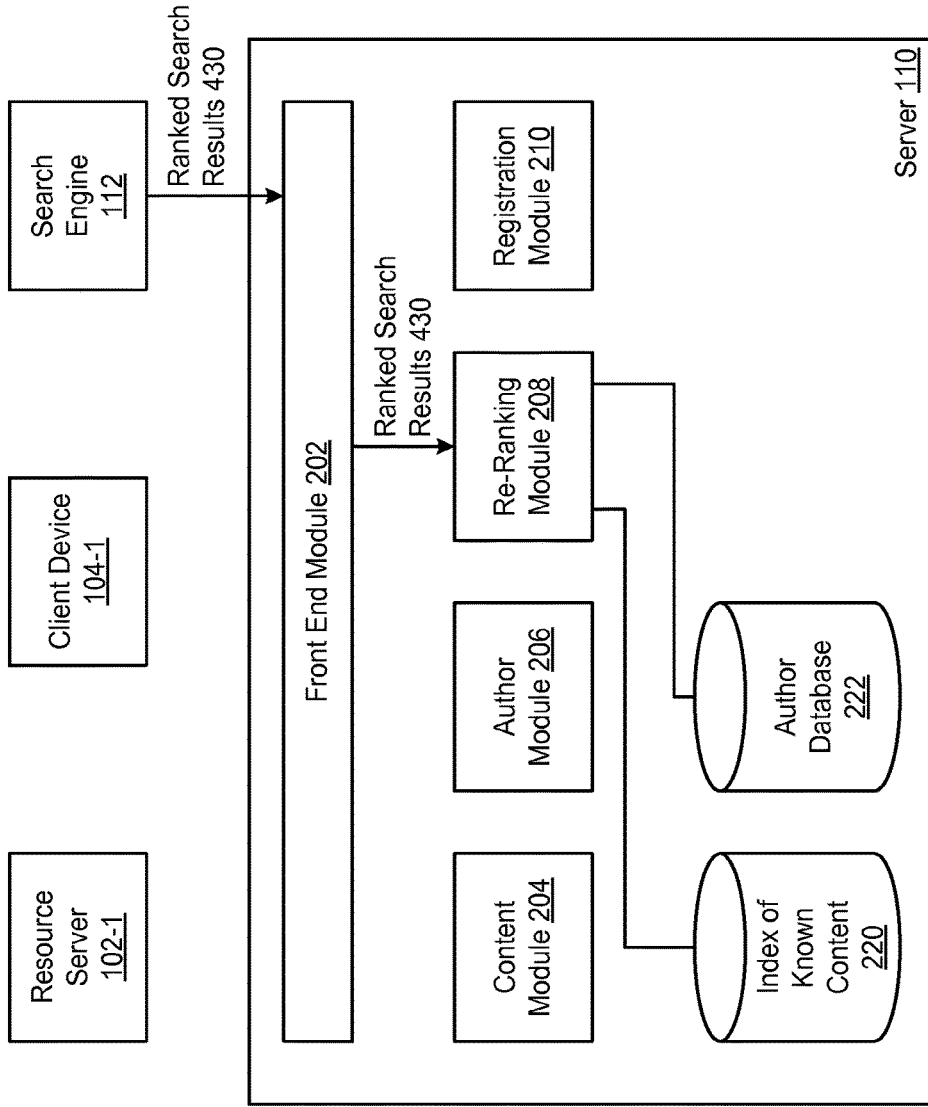 Resource
Server
102-1
Client Device
104-1
Search
Engine
112
Ranked Search
Results 430
Front End Module 202
Ranked Search
Results 430
Content
Module 204
Author
Module 206
Re-Ranking
Module 208
Registration
Module 210
Index of
Known
Content
220
Author
Database
222
Server 110